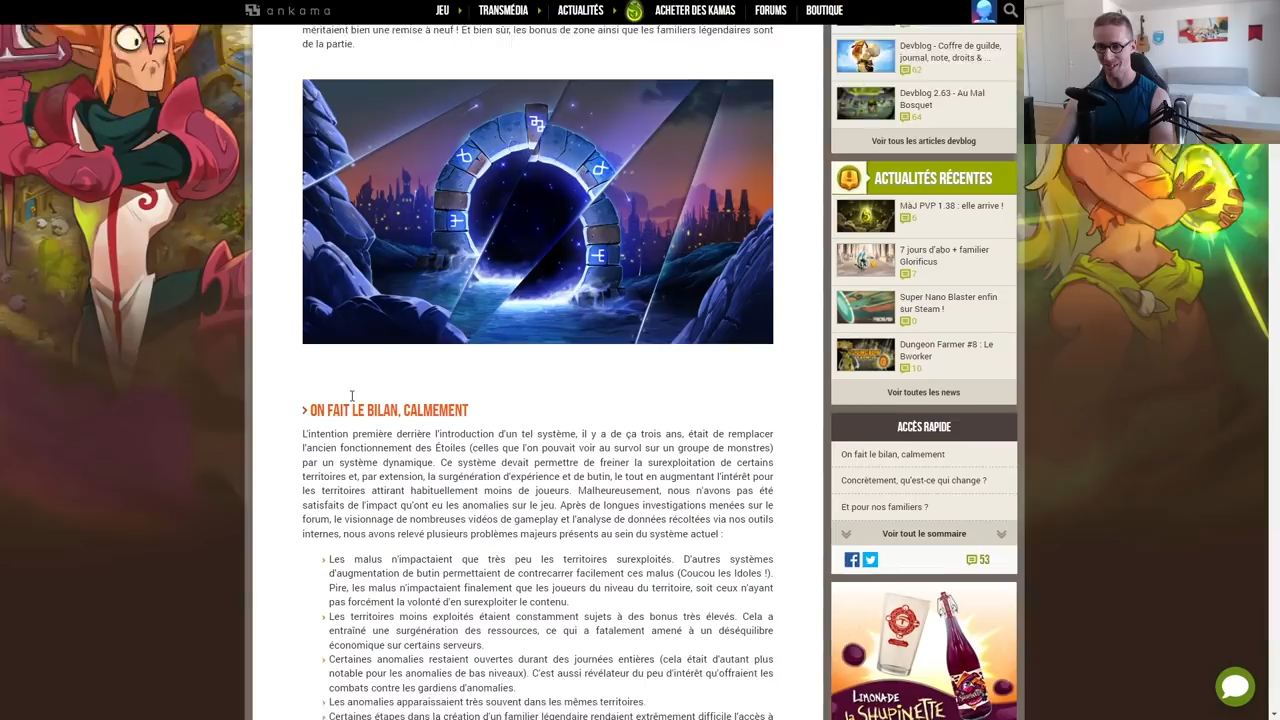 ankama
JEU
TRANSMÉDIA
ACTUALITÉS
ACHETER DES KAMAS
FORUMS
BOUTIQUE
méritaient bien une remise à neuf ! Et bien sûr, les bonus de zone ainsi que les familiers légendaires sont
de la partie.
ON FAIT LE BILAN, CALMEMENT
L'intention première derrière l'introduction d'un tel système, il y a de ça trois ans, était de remplacer
l'ancien fonctionnement des Étoiles (celles que l'on pouvait voir au survol sur un groupe de monstres)
par un système dynamique. Ce système devait permettre de freiner la surexploitation de certains
territoires et, par extension, la surgénération d'expérience et de butin, le tout en augmentant l'intérêt pour
les territoires attirant habituellement moins de joueurs. Malheureusement, nous n'avons pas été
satisfaits de l'impact qu'ont eu les anomalies sur le jeu. Après de longues investigations menées sur le
forum, le visionnage de nombreuses vidéos de gameplay et l'analyse de données récoltées via nos outils
internes, nous avons relevé plusieurs problèmes majeurs présents au sein du système actuel :
Les malus n'impactaient que très peu les territoires surexploités. D'autres systèmes
d'augmentation de butin permettaient de contrecarrer facilement ces malus (Coucou les Idoles !).
Pire, les malus n'impactaient finalement que les joueurs du niveau du territoire, soit ceux n'ayant
pas forcément la volonté d'en surexploiter le contenu.
Les territoires moins exploités étaient constamment sujets à des bonus très élevés. Cela a
entraîné une surgénération des ressources, ce qui a fatalement amené à un déséquilibre
économique sur certains serveurs.
Certaines anomalies restaient ouvertes durant des journées entières (cela était d'autant plus
notable pour les anomalies de bas niveaux). C'est aussi révélateur du peu d'intérêt qu'offraient les
combats contre les gardiens d'anomalies.
Les anomalies apparaissaient très souvent dans les mêmes territoires.
Certaines étapes dans la création d'un familier légendaire rendaient extrêmement difficile l'accès à
Devblog - Coffre de guilde,
journal, note, droits & ...
62
Devblog 2.63 - Au Mal
Bosquet
64
Voir tous les articles devblog
ACTUALITÉS RÉCENTES
MàJ PVP 1.38 : elle arrive !
6
7 jours d'abo + familier
Glorificus
7
Super Nano Blaster enfin
sur Steam !
0
Dungeon Farmer #8 : Le
Bworker
10
Voir toutes les news
ACCÈS RAPIDE
On fait le bilan, calmement
Concrètement, qu'est-ce qui change ?
Et pour nos familiers ?
Voir tout le sommaire
53
LIMONADE
la SHUPINETTE